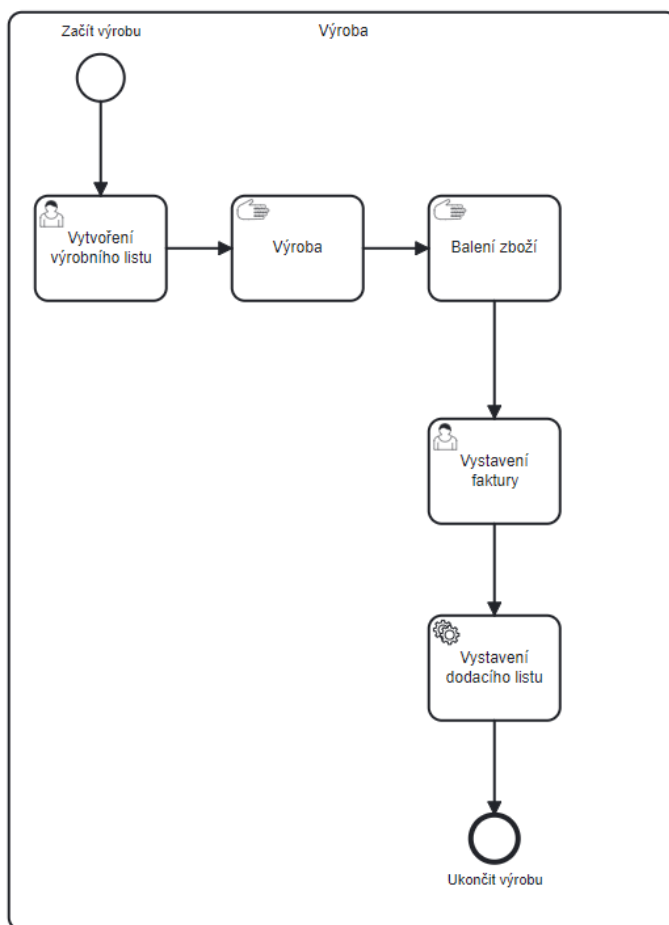 Začít výrobu
Výroba
Vytvoření
výrobního listu
Výroba
Balení zboží
Vystavení
faktury
Vystavení
dodacího listu
Ukončit výrobu